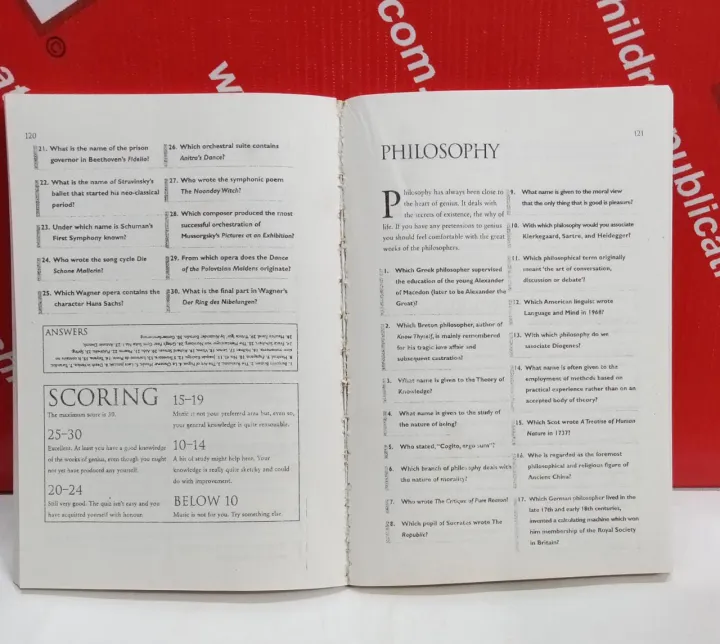 ©
com.
hildr
publicat
120
21. What is the name of the prison
governor in Beethoven's Fidelio?
22. What is the name of Stravinsky's
ballet that started his neo-classical
period?
23. Under which name is Schuman's
First Symphony known?
24. Who wrote the song cycle Die
Schone Mullerin?
25. Which Wagner opera contains the
character Hans Sachs?
26. Which orchestral suite contains
Anitra's Dance?
27. Who wrote the symphonic poem
The Noonday Witch?
28. Which composer produced the most
successful orchestration of
Mussorgsky's Pictures at an Exhibition?
29. From which opera does the Dance
of the Polovtsian Maidens originate?
30. What is the final part in Wagner's
Der Ring des Nibelungen?
ANSWERS
SCORING
The maximum score is 30.
25–30
Excellent. At least you have a good knowledge
of the works of genius, even though you might
not yet have produced any yourself.
20–24
Still very good. The quiz isn't easy and you
have acquitted yourself with honour.
15–19
Music is not your preferred area but, even so,
your general knowledge is quite reasonable.
10–14
A bit of study might help here. Your
knowledge is really quite sketchy and could
do with improvement.
BELOW 10
Music is not for you. Try something else
121
PHILOSOPHY
Philosophy has always been close to
the heart of genius. It deals with
the secrets of existence, the why of
life. If you have any pretension to genius
you should feel comfortable with the great
works of the philosophers.
1. Which Greek philosopher supervised
the education of the young Alexander
of Macedon (later to be Alexander the
Great)?
2. Which Breton philosopher, author of
Know Thyself, is mainly remembered
for his tragic love affair and
subsequent castration?
3. What name is given to the Theory of
Knowledge?
4. What name is given to the study of
the nature of being?
5. Who stated, "Cogito, ergo sum"?
6. Which branch of philosophy deals with
the nature of morality?
7. Who wrote The Critique of Pure Reason?
8. Which pupil of Socrates wrote The
Republic?
9. What name is given to the moral view
that the only thing that is good is pleasure?
10. With which philosophy would you associate
Kierkegaard, Sartre, and Heidegger?
11. Which philosophical term originally
meant 'the art of conversation,
discussion or debate'?
12. Which American linguist wrote
Language and Mind in 1968?
13. With which philosophy do we
associate Diogenes?
14. What name is often given to the
employment of methods based on
practical experience rather than on an
accepted body of theory?
15. Which Scot wrote A Treatise of Human
Nature in 1739?
16. Who is regarded as the foremost
philosophical and religious figure of
Ancient China?
17. Which German philosopher lived in the
late 17th and early 18th centuries,
invented a calculating machine which won
him membership of the Royal Society
in Britain?